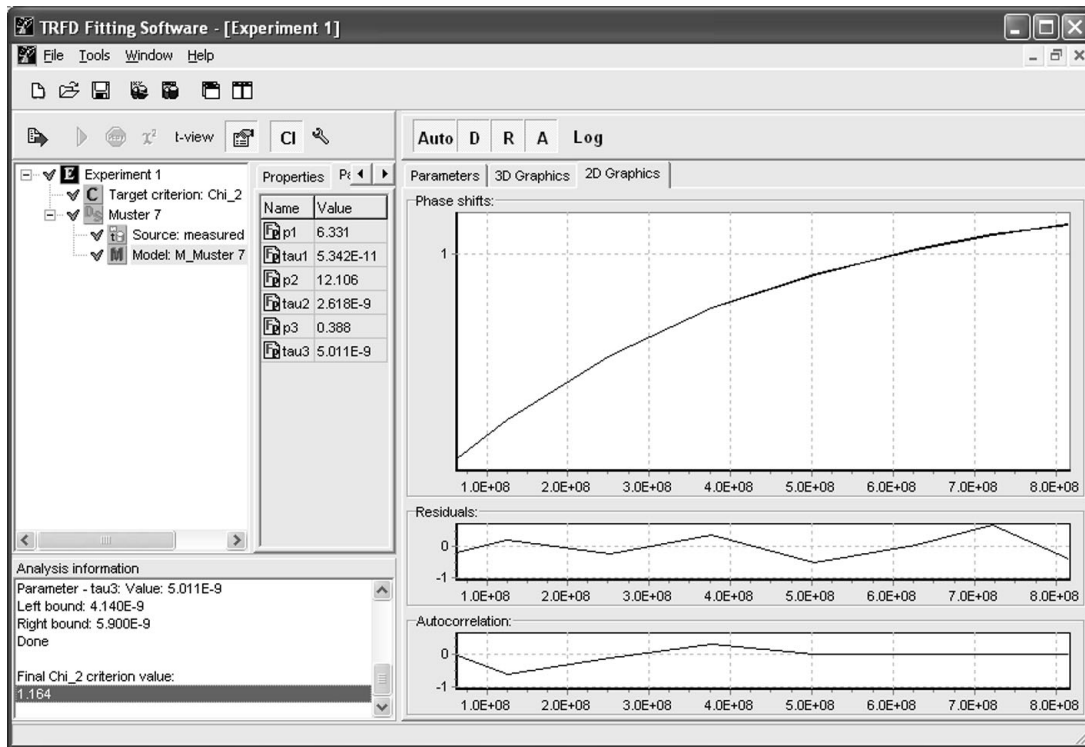 TRFD Fitting Software - [Experiment 1]
File Tools Window Help
χ² t-view CI
Auto D R A Log
Experiment 1
Target criterion: Chi_2
Muster 7
Source: measured
Model: M_Muster 7
Properties Pa
Name Value
p1 6.331
tau1 5.342E-11
p2 12.106
tau2 2.618E-9
p3 0.388
tau3 5.011E-9
Analysis information
Parameter - tau3: Value: 5.011E-9
Left bound: 4.140E-9
Right bound: 5.900E-9
Done
Final Chi_2 criterion value:
1.164
Parameters 3D Graphics 2D Graphics
Phase shifts:
1
1.0E+08 2.0E+08 3.0E+08 4.0E+08 5.0E+08 6.0E+08 7.0E+08 8.0E+08
Residuals:
0
-1
1.0E+08 2.0E+08 3.0E+08 4.0E+08 5.0E+08 6.0E+08 7.0E+08 8.0E+08
Autocorrelation:
0
-1
1.0E+08 2.0E+08 3.0E+08 4.0E+08 5.0E+08 6.0E+08 7.0E+08 8.0E+08